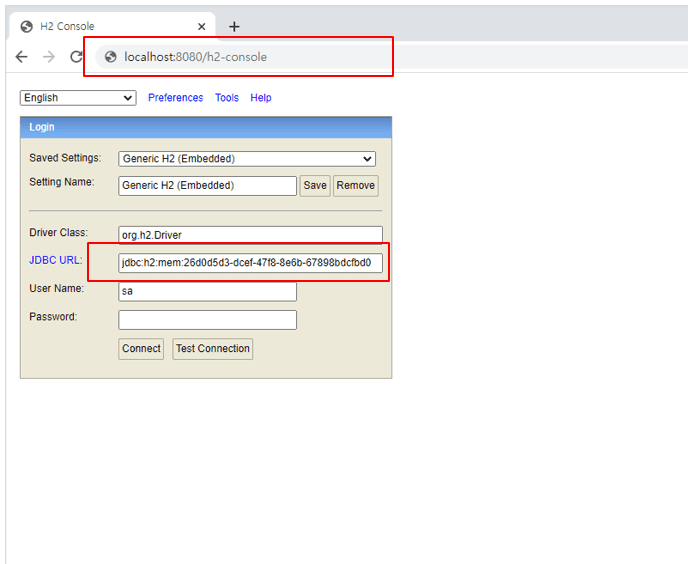 H2 Console
localhost:8080/h2-console
English Preferences Tools Help
Login
Saved Settings: Generic H2 (Embedded)
Setting Name: Generic H2 (Embedded) Save Remove
Driver Class: org.h2.Driver
JDBC URL: jdbc:h2:mem:26d0d5d3-dcef-47f8-8e6b-67898bdcfbd0
User Name: sa
Password:
Connect Test Connection